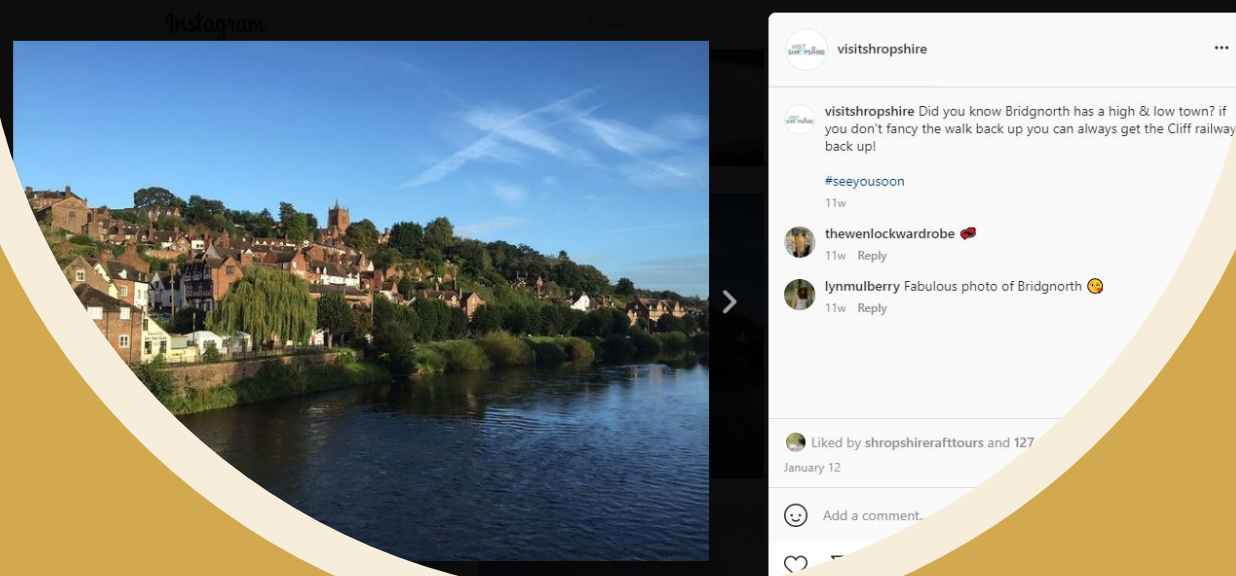 Instagram
visitshropshire
visitshropshire Did you know Bridgnorth has a high & low town? if
you don't fancy the walk back up you can always get the Cliff railway
back up!
#seeyousoon
11w
thewenlockwardrobe 💞
11w Reply
lynmulberry Fabulous photo of Bridgnorth 😘
11w Reply
Liked by shropshirerafttours and 127
January 12
Add a comment...